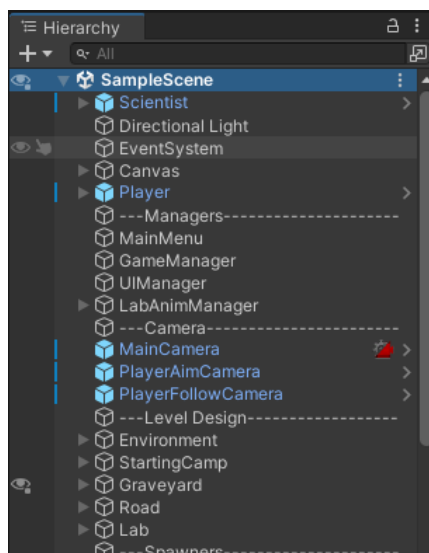 Hierarchy
All
SampleScene
Scientist
Directional Light
EventSystem
Canvas
Player
---Managers----------------------
MainMenu
GameManager
UIManager
LabAnimManager
---Camera------------------------
MainCamera
PlayerAimCamera
PlayerFollowCamera
---Level Design------------------
Environment
StartingCamp
Graveyard
Road
Lab
---Spawners----------------------